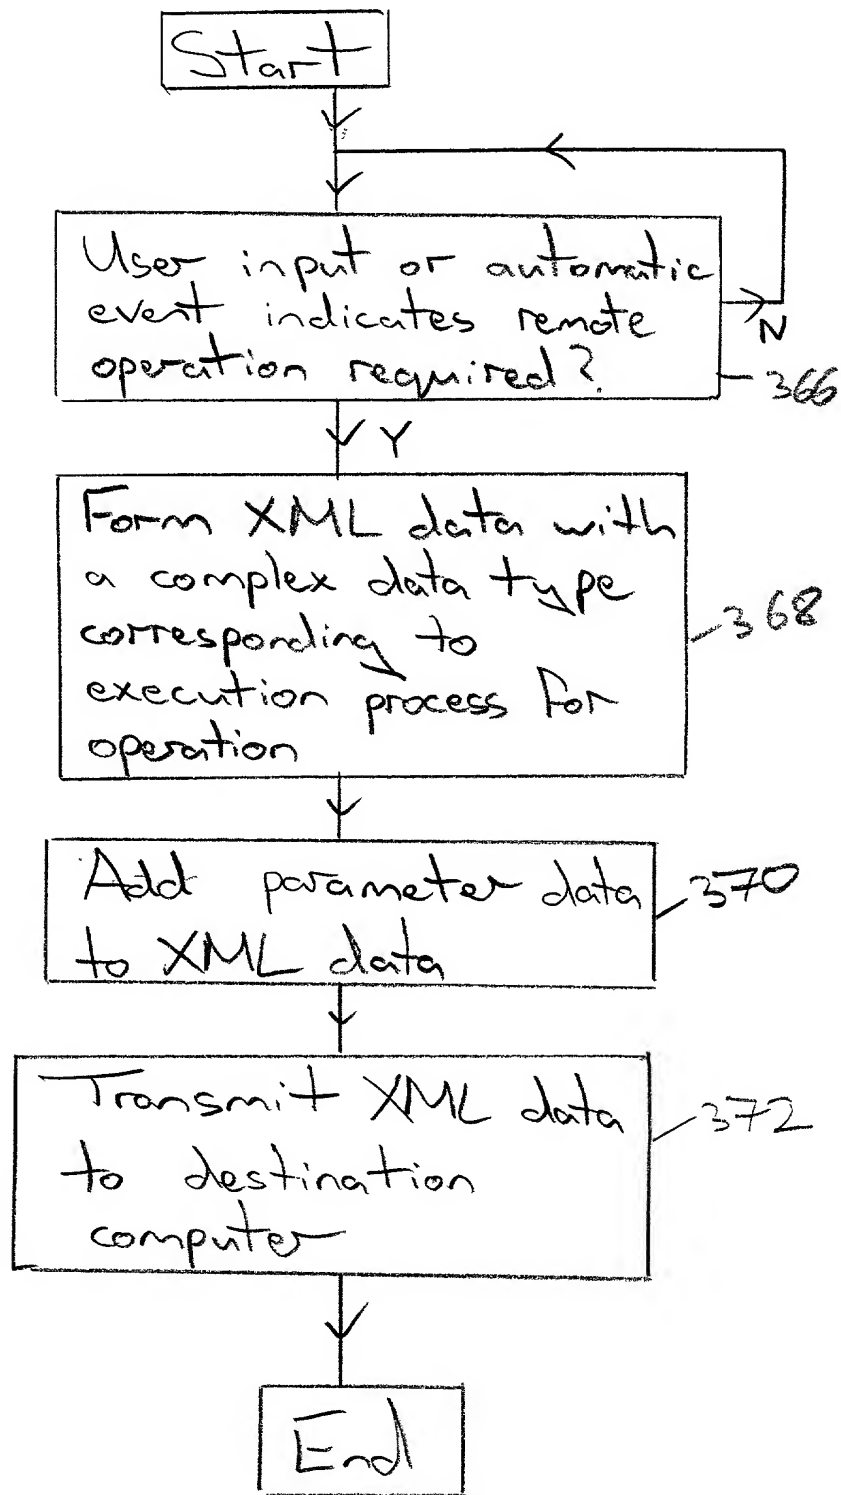 Start
User input or automatic
event indicates remote
operation required?
N
366
Y
Form XML data with
a complex data type
corresponding to
execution process for
operation
368
Add parameter data
to XML data
370
Transmit XML data
to destination
computer
372
End